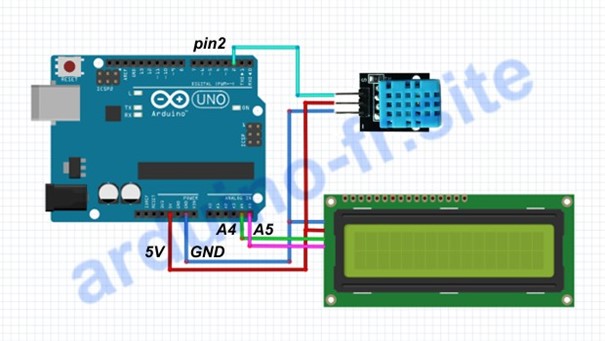 pin2
RESET
ICSP2
L
DIGITAL (PWM=~)
TX
RX
UNO
ON
Arduino
ICSP
POWER
ANALOG IN
5V
GND
A4
A5
arduino-fr.site